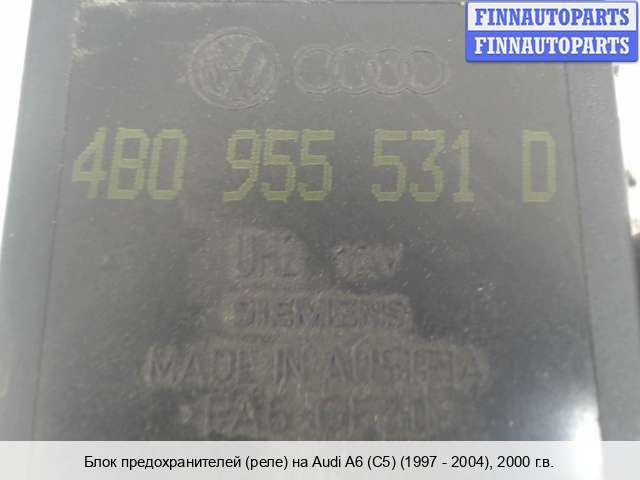 FINNAUTOPARTS
FINNAUTOPARTS
4B0 955 531 D
12V
SIEMENS
MADE IN AUSTRIA
Блок предохранителей (реле) на Audi A6 (C5) (1997 - 2004), 2000 г.в.